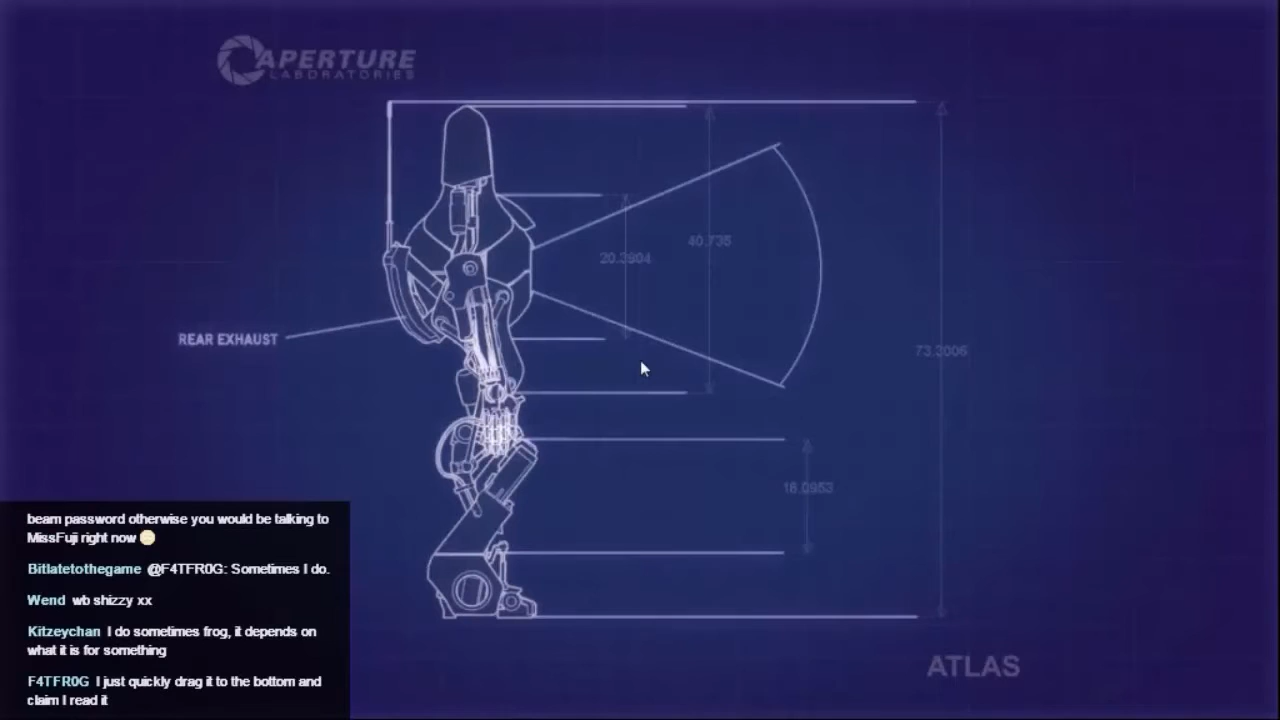 APERTURE
LABORATORIES
40.735
20.3904
REAR EXHAUST
73.3006
18.0953
ATLAS
beam password otherwise you would be talking to
MissFuji right now
Bitlatetothegame @F4TFR0G: Sometimes I do.
Wend wb shizzy xx
Kitzeychan I do sometimes frog, it depends on
what it is for something
F4TFR0G I just quickly drag it to the bottom and
claim I read it